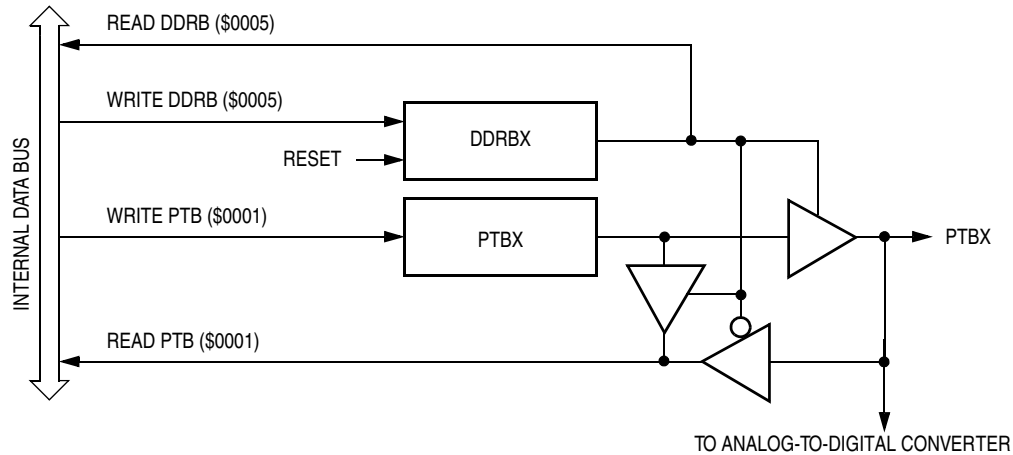 READ DDRB ($0005)
WRITE DDRB ($0005)
DDRBX
RESET
INTERNAL DATA BUS
WRITE PTB ($0001)
PTBX
PTBX
READ PTB ($0001)
TO ANALOG-TO-DIGITAL CONVERTER